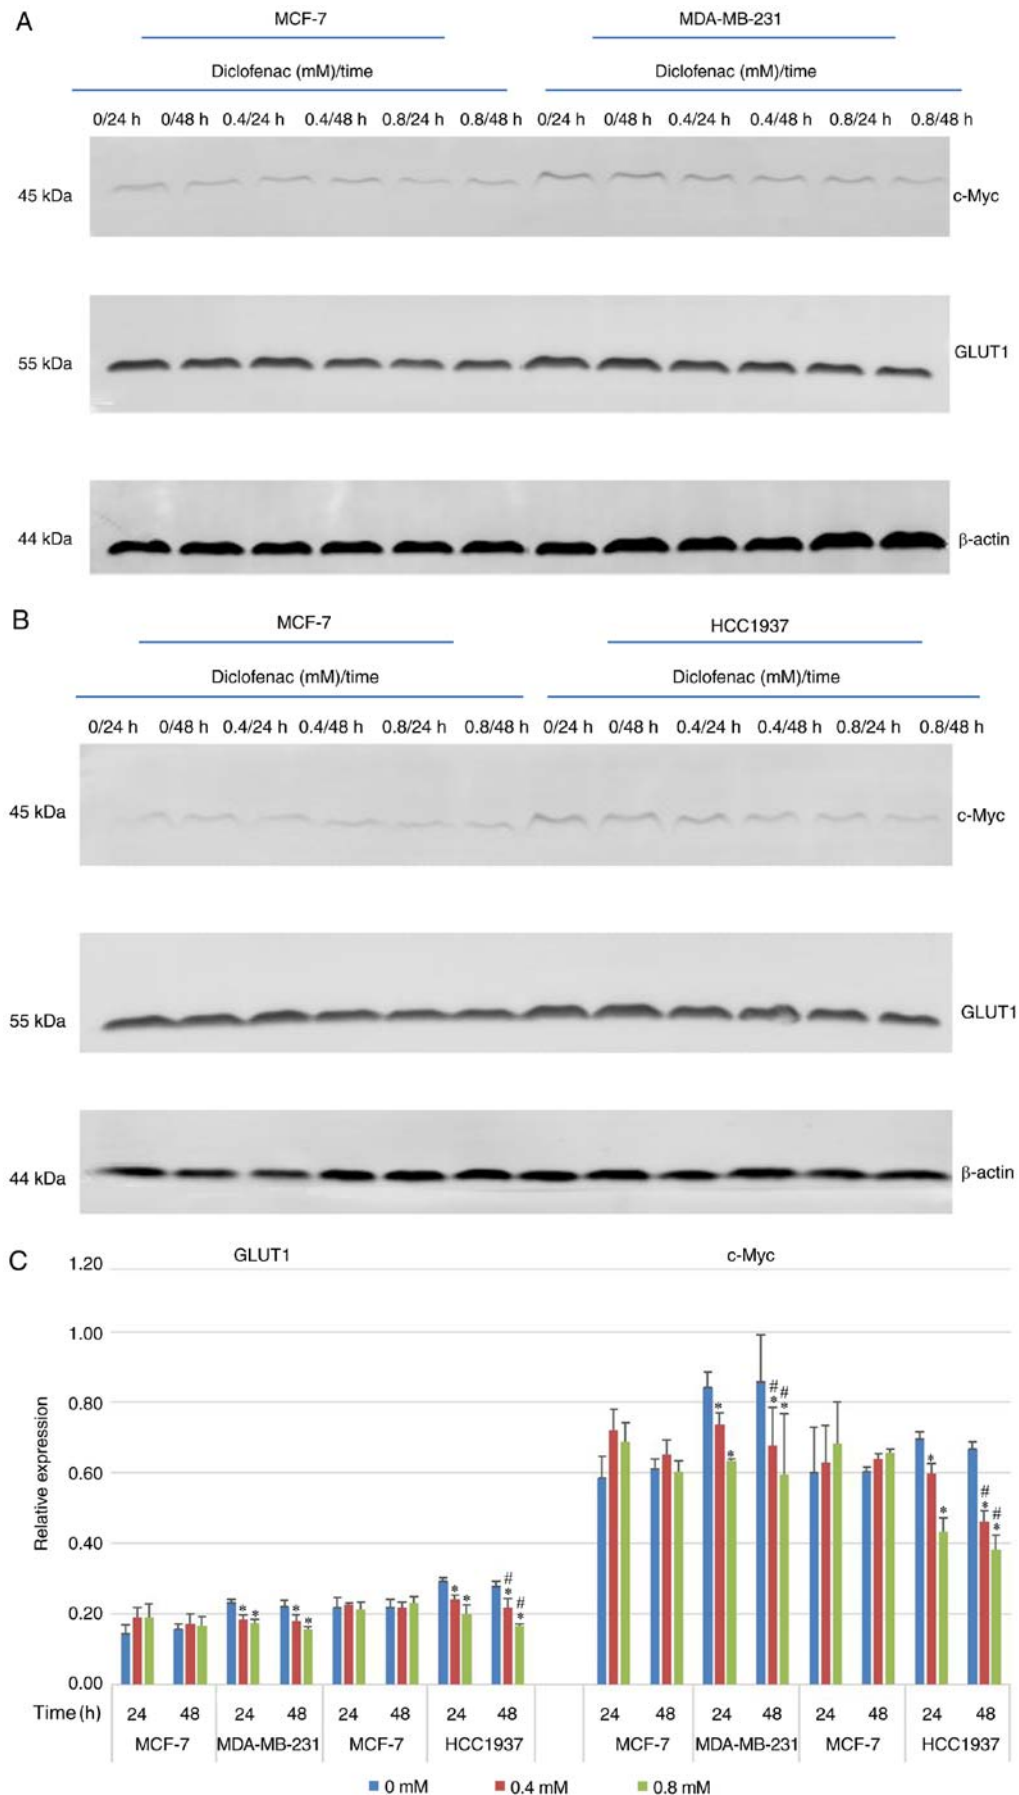 A
MCF-7 MDA-MB-231
Diclofenac (mM)/time Diclofenac (mM)/time
0/24 h 0/48 h 0.4/24 h 0.4/48 h 0.8/24 h 0.8/48 h 0/24 h 0/48 h 0.4/24 h 0.4/48 h 0.8/24 h 0.8/48 h
45 kDa c-Myc
55 kDa GLUT1
44 kDa β-actin
B
MCF-7 HCC1937
Diclofenac (mM)/time Diclofenac (mM)/time
0/24 h 0/48 h 0.4/24 h 0.4/48 h 0.8/24 h 0.8/48 h 0/24 h 0/48 h 0.4/24 h 0.4/48 h 0.8/24 h 0.8/48 h
45 kDa c-Myc
55 kDa GLUT1
44 kDa β-actin
C
GLUT1 c-Myc
Relative expression
1.20
1.00
0.80
0.60
0.40
0.20
0.00
* * * * * * # * # * * * # * # * * * # * # *
Time (h) 24 48 24 48 24 48 24 48 24 48 24 48 24 48 24 48
MCF-7 MDA-MB-231 MCF-7 HCC1937 MCF-7 MDA-MB-231 MCF-7 HCC1937
0 mM 0.4 mM 0.8 mM